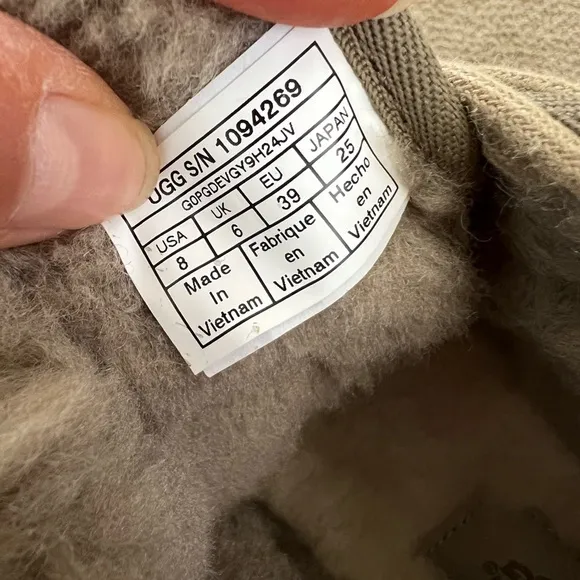 UGG S/N 1094269
G0PGDEVGY9H24JV
USA UK EU JAPAN
8 6 39 25
Made In Vietnam
Fabrique en Vietnam
Hecho en Vietnam